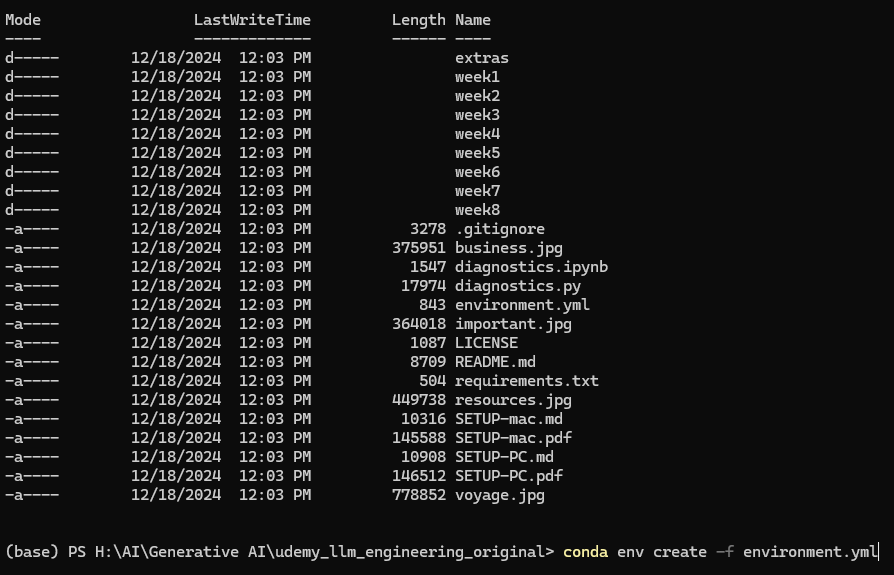 Mode LastWriteTime Length Name
---- ------------- ------ ----
d----- 12/18/2024 12:03 PM extras
d----- 12/18/2024 12:03 PM week1
d----- 12/18/2024 12:03 PM week2
d----- 12/18/2024 12:03 PM week3
d----- 12/18/2024 12:03 PM week4
d----- 12/18/2024 12:03 PM week5
d----- 12/18/2024 12:03 PM week6
d----- 12/18/2024 12:03 PM week7
d----- 12/18/2024 12:03 PM week8
-a---- 12/18/2024 12:03 PM 3278 .gitignore
-a---- 12/18/2024 12:03 PM 375951 business.jpg
-a---- 12/18/2024 12:03 PM 1547 diagnostics.ipynb
-a---- 12/18/2024 12:03 PM 17974 diagnostics.py
-a---- 12/18/2024 12:03 PM 843 environment.yml
-a---- 12/18/2024 12:03 PM 364018 important.jpg
-a---- 12/18/2024 12:03 PM 1087 LICENSE
-a---- 12/18/2024 12:03 PM 8709 README.md
-a---- 12/18/2024 12:03 PM 504 requirements.txt
-a---- 12/18/2024 12:03 PM 449738 resources.jpg
-a---- 12/18/2024 12:03 PM 10316 SETUP-mac.md
-a---- 12/18/2024 12:03 PM 145588 SETUP-mac.pdf
-a---- 12/18/2024 12:03 PM 10908 SETUP-PC.md
-a---- 12/18/2024 12:03 PM 146512 SETUP-PC.pdf
-a---- 12/18/2024 12:03 PM 778852 voyage.jpg
(base) PS H:\AI\Generative AI\udemy_llm_engineering_original> conda env create -f environment.yml